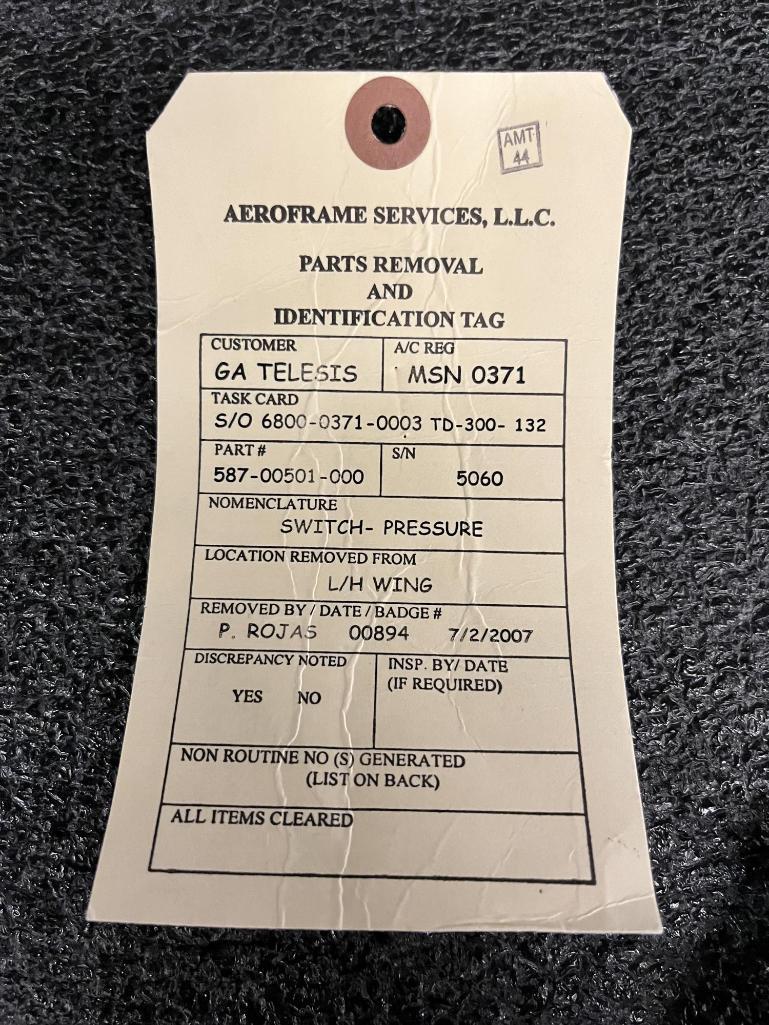 AMT
44
AEROFRAME SERVICES, L.L.C.
PARTS REMOVAL
AND
IDENTIFICATION TAG
CUSTOMER
GA TELESIS
A/C REG
MSN 0371
TASK CARD
S/O 6800-0371-0003 TD-300- 132
PART #
587-00501-000
S/N
5060
NOMENCLATURE
SWITCH- PRESSURE
LOCATION REMOVED FROM
L/H WING
REMOVED BY / DATE / BADGE #
P. ROJAS 00894 7/2/2007
DISCREPANCY NOTED
YES NO
INSP. BY/ DATE
(IF REQUIRED)
NON ROUTINE NO (S) GENERATED
(LIST ON BACK)
ALL ITEMS CLEARED